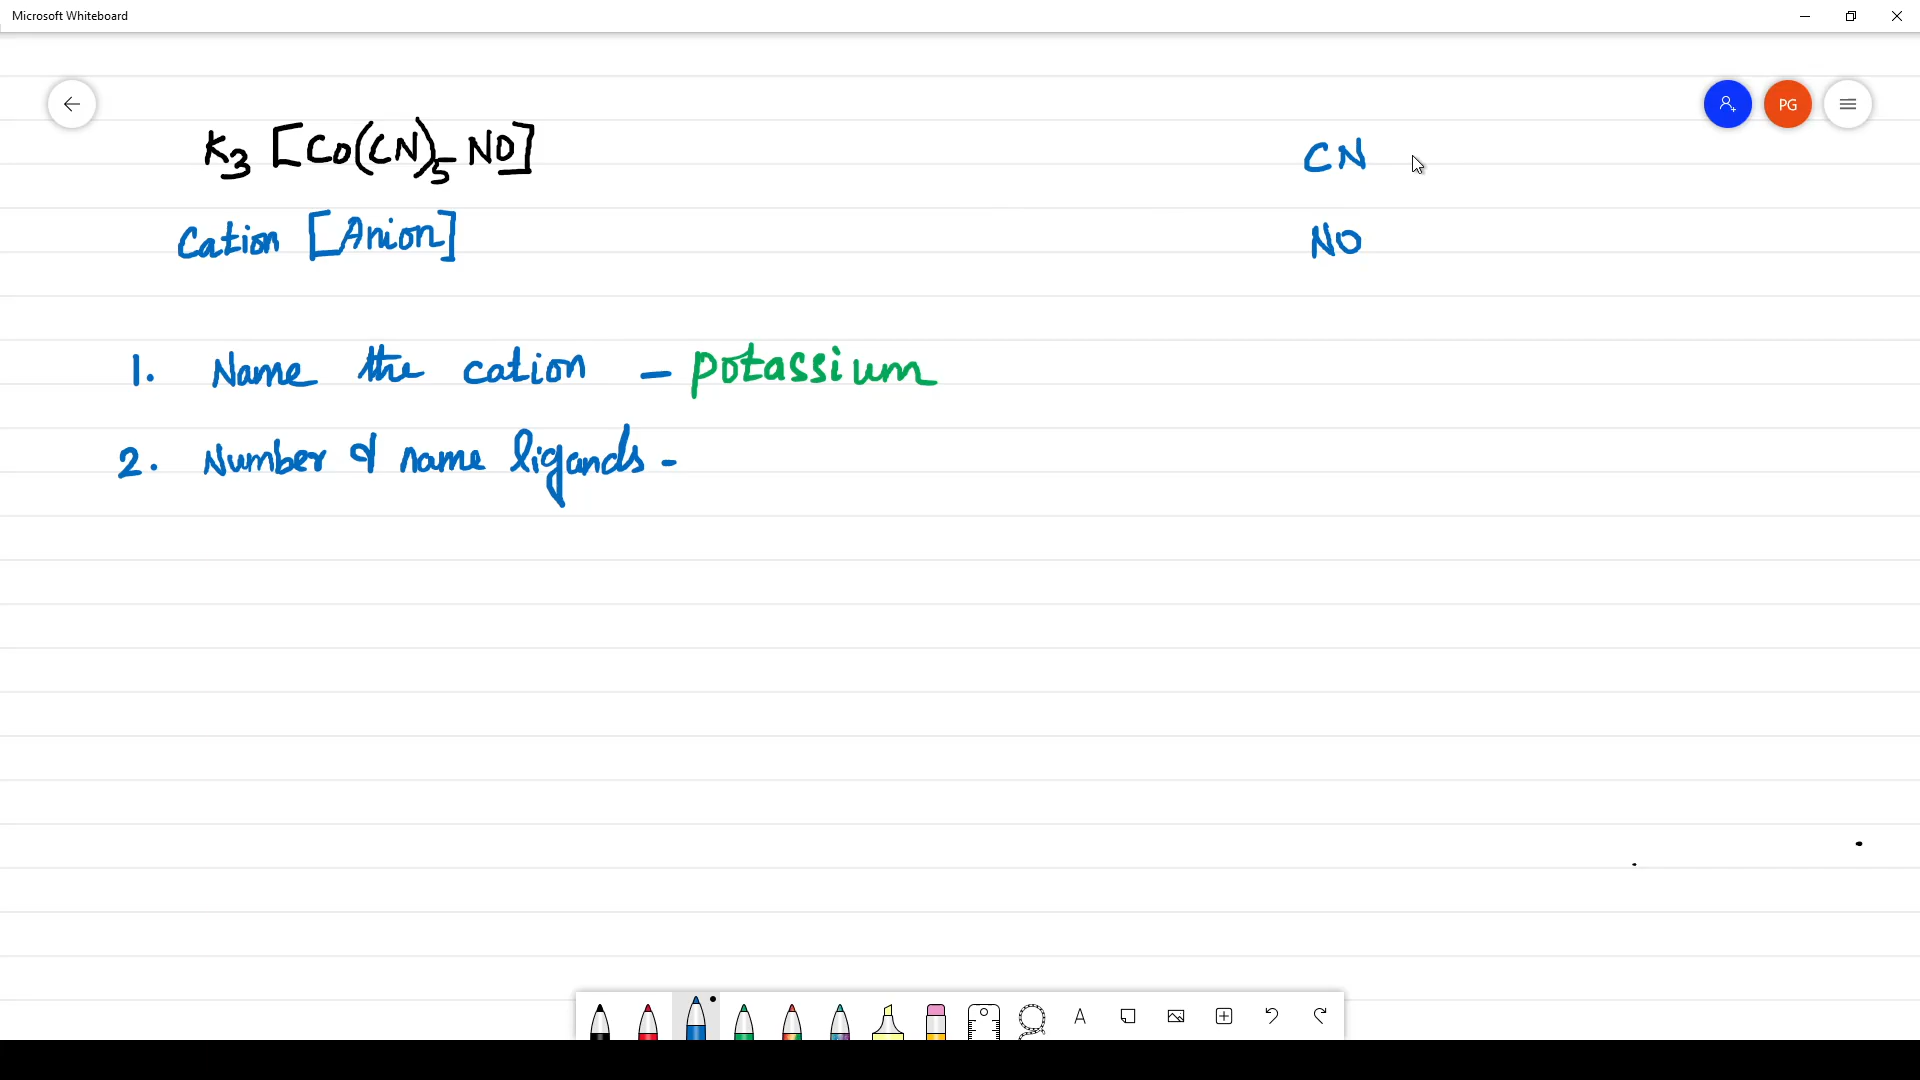 Microsoft Whiteboard
PG
K3 [Co(CN)5 NO]
CN
Cation [Anion]
NO
1. Name the cation - potassium
2. Number & name ligands -
A